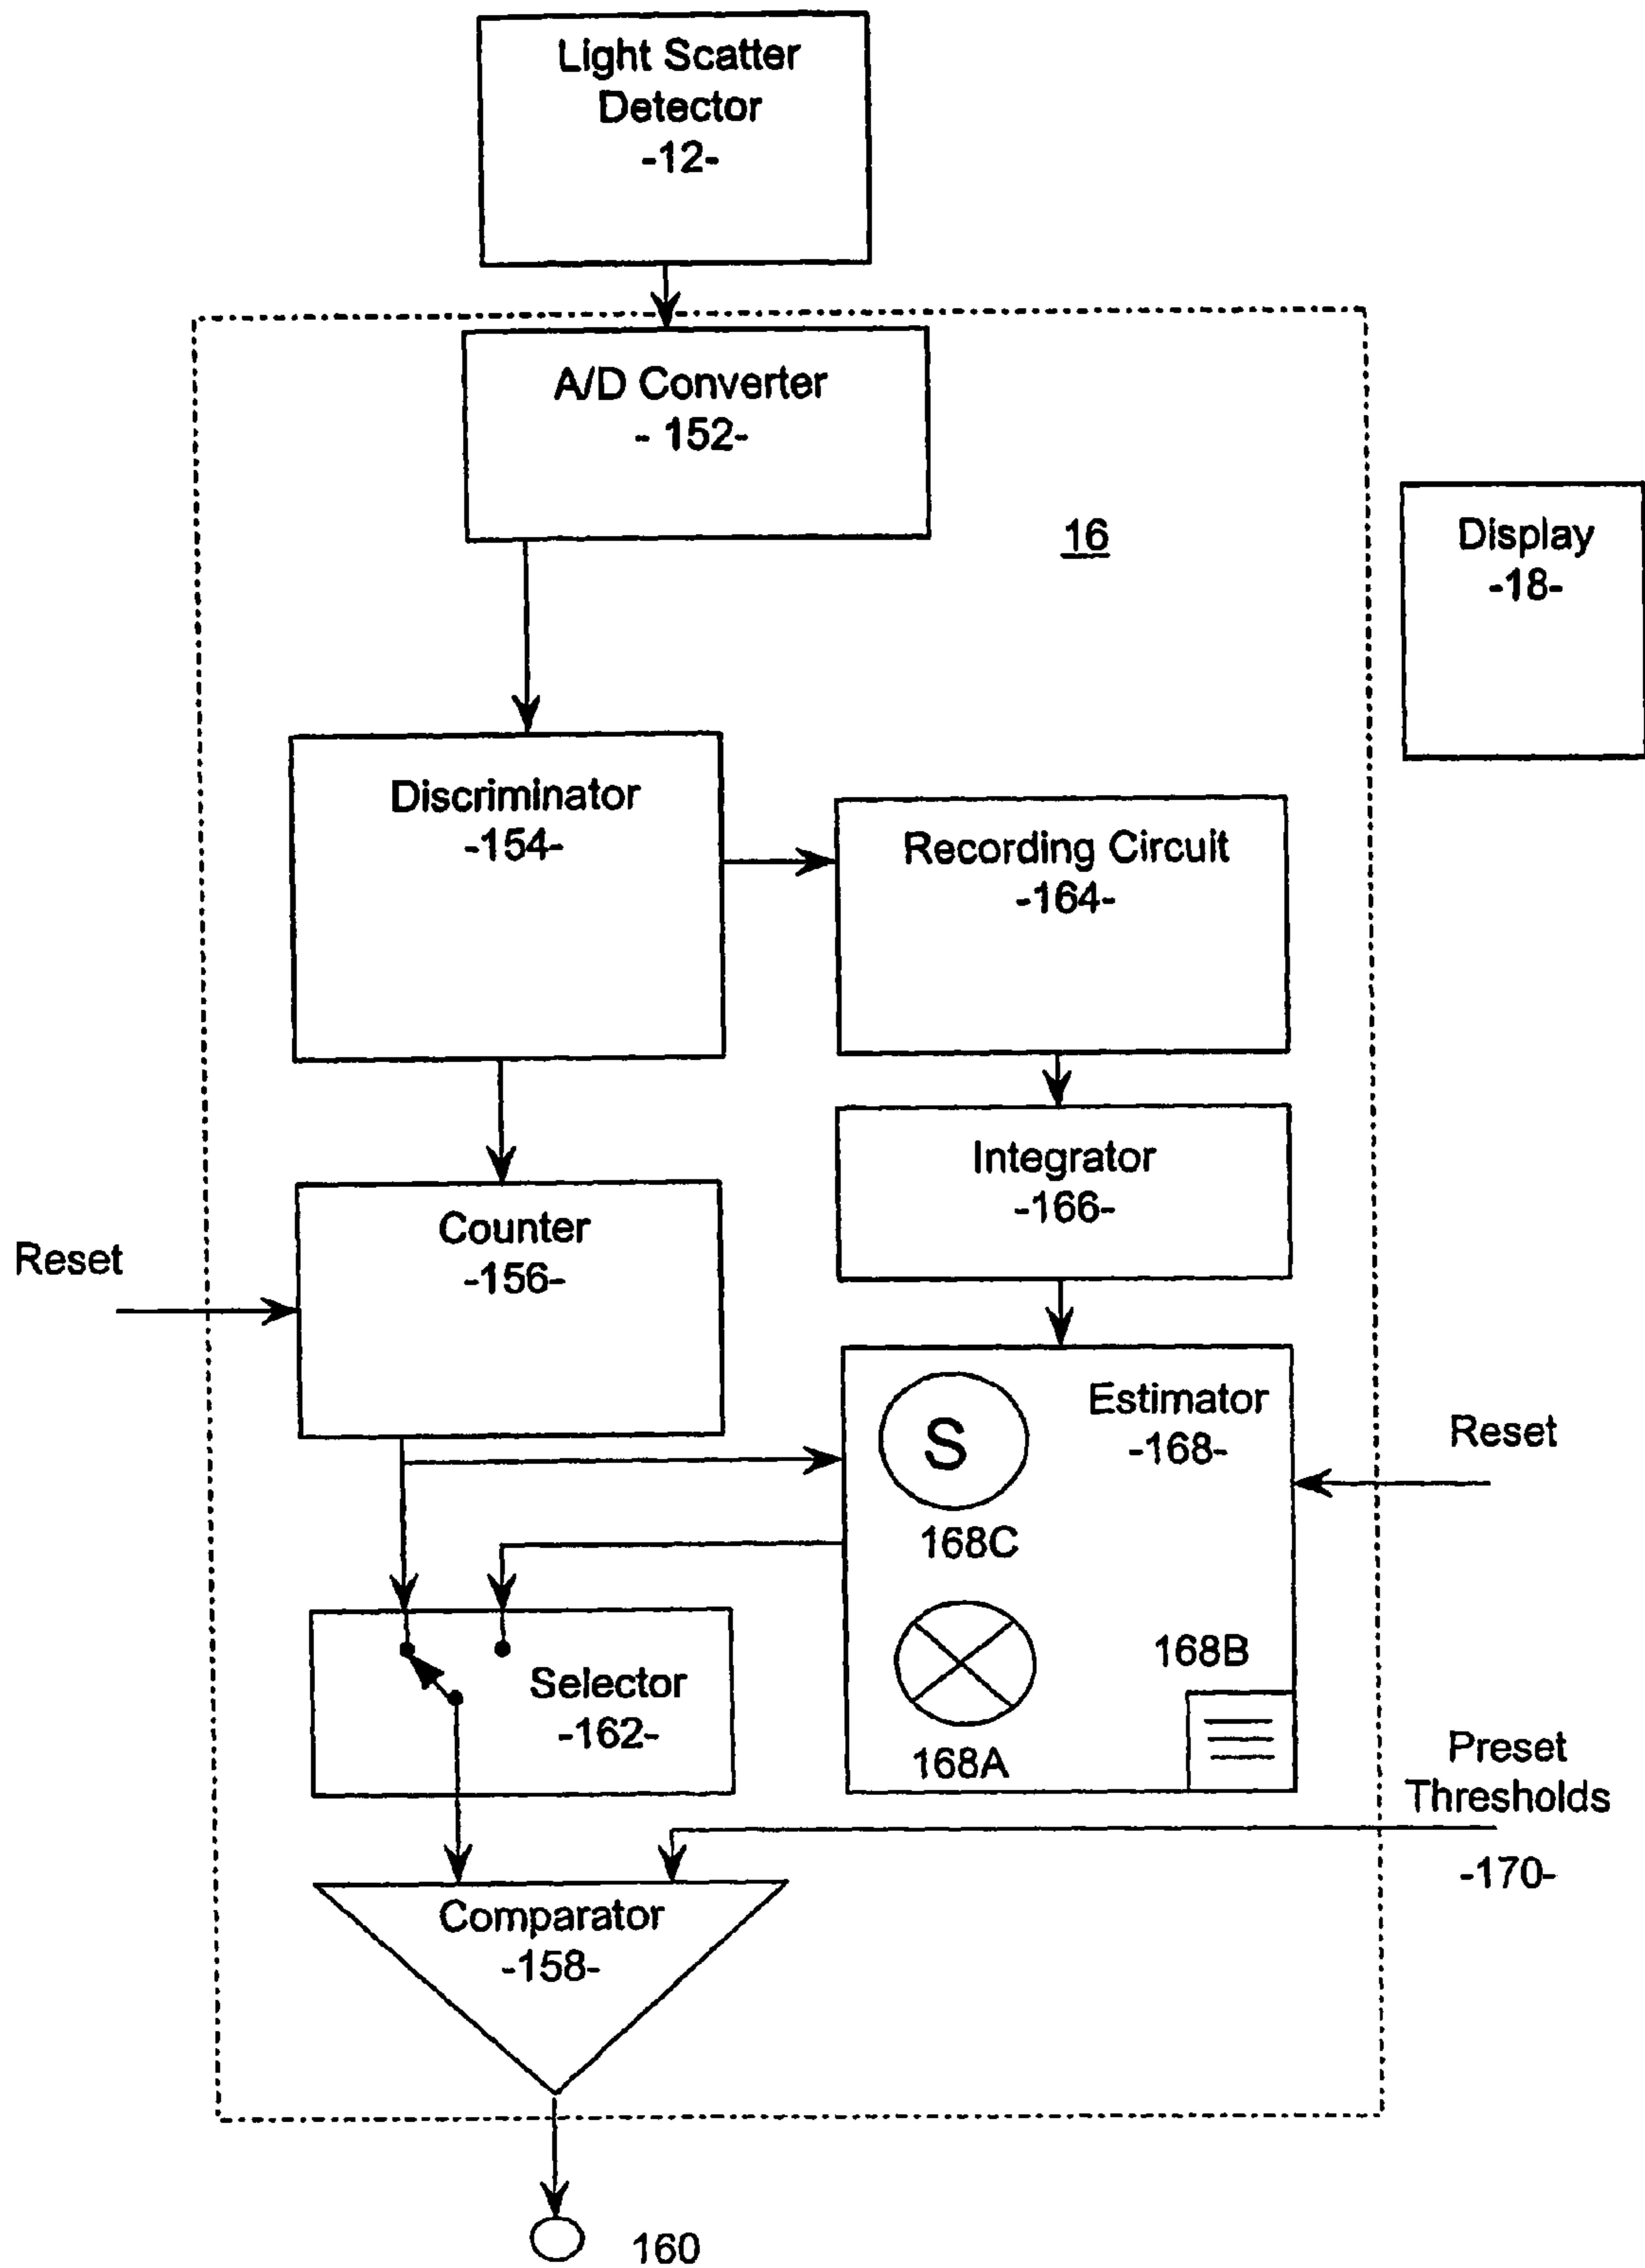 Light Scatter
Detector
-12-
A/D Converter
- 152-
16
Display
-18-
Discriminator
-154-
Recording Circuit
-164-
Integrator
-166-
Counter
-156-
Reset
Estimator
-168-
S
168C
Reset
168B
168A
Selector
-162-
Preset
Thresholds
-170-
Comparator
-158-
160